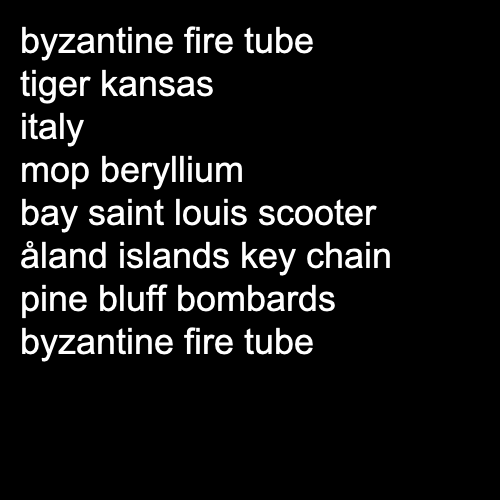 byzantine fire tube
tiger kansas
italy
mop beryllium
bay saint louis scooter
åland islands key chain
pine bluff bombards
byzantine fire tube